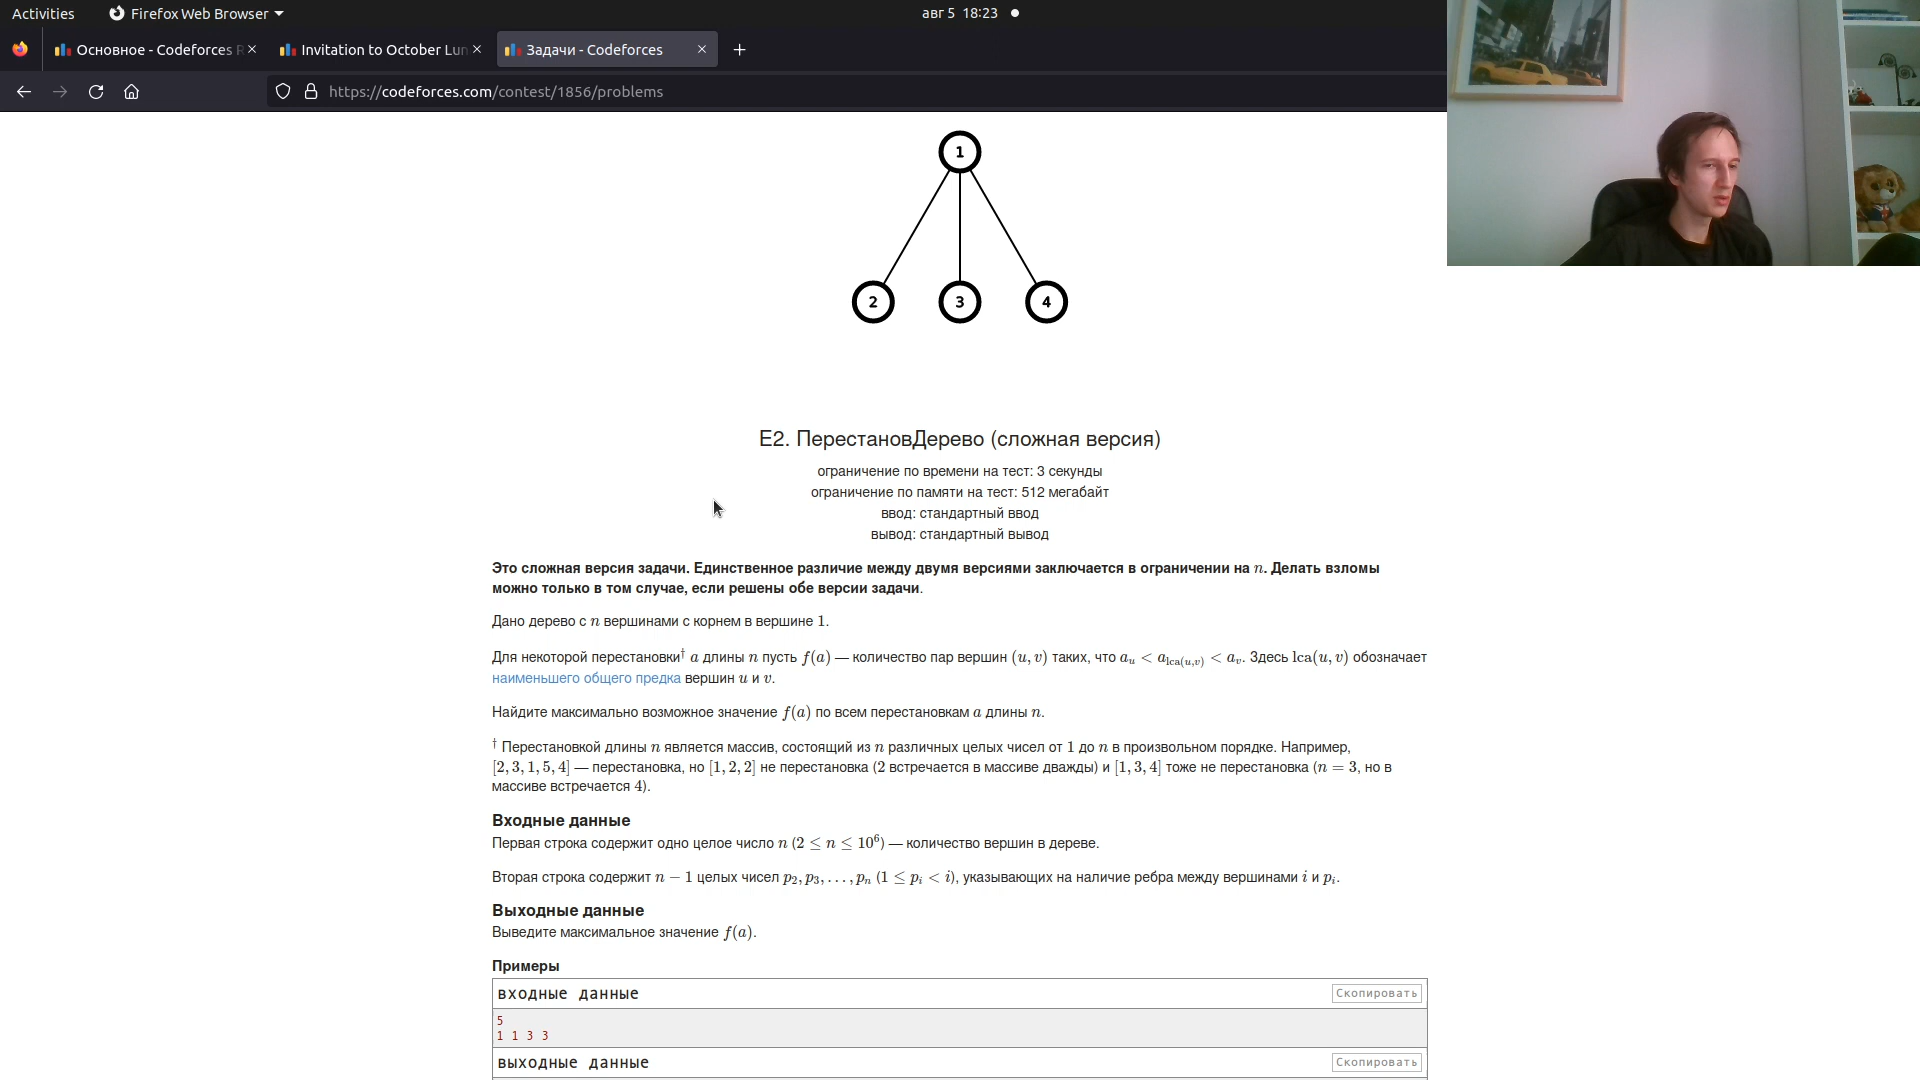 Activities
Firefox Web Browser
авг 5 18:23
Основное - Codeforces R
Invitation to October Lun
Задачи - Codeforces
https://codeforces.com/contest/1856/problems
1
2 3 4
E2. ПерестановДерево (сложная версия)
ограничение по времени на тест: 3 секунды
ограничение по памяти на тест: 512 мегабайт
ввод: стандартный ввод
вывод: стандартный вывод
Это сложная версия задачи. Единственное различие между двумя версиями заключается в ограничении на n. Делать взломы
можно только в том случае, если решены обе версии задачи.
Дано дерево с n вершинами с корнем в вершине 1.
Для некоторой перестановки† a длины n пусть f(a) — количество пар вершин (u, v) таких, что a_u < a_lca(u,v) < a_v. Здесь lca(u, v) обозначает
наименьшего общего предка вершин u и v.
Найдите максимально возможное значение f(a) по всем перестановкам a длины n.
† Перестановкой длины n является массив, состоящий из n различных целых чисел от 1 до n в произвольном порядке. Например,
[2, 3, 1, 5, 4] — перестановка, но [1, 2, 2] не перестановка (2 встречается в массиве дважды) и [1, 3, 4] тоже не перестановка (n = 3, но в
массиве встречается 4).
Входные данные
Первая строка содержит одно целое число n (2 ≤ n ≤ 10⁶) — количество вершин в дереве.
Вторая строка содержит n − 1 целых чисел p₂, p₃, . . . , pₙ (1 ≤ pᵢ < i), указывающих на наличие ребра между вершинами i и pᵢ.
Выходные данные
Выведите максимальное значение f(a).
Примеры
входные данные
Скопировать
5
1 1 3 3
выходные данные
Скопировать